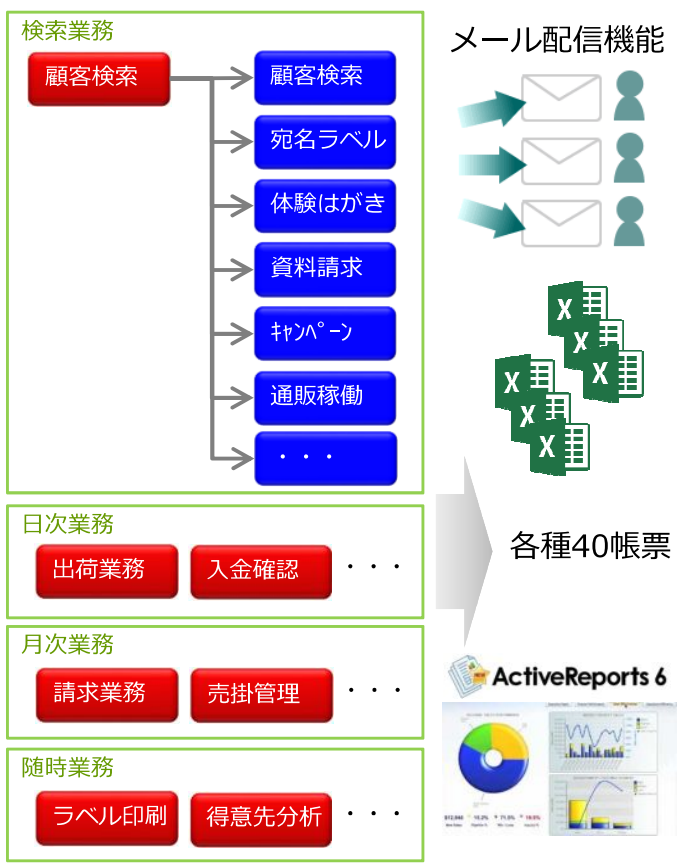 検索業務
顧客検索
顧客検索
宛名ラベル
体験はがき
資料請求
ｷｬﾝﾍﾟｰﾝ
通販稼働
・・・
日次業務
出荷業務
入金確認
・・・
月次業務
請求業務
売掛管理
・・・
随時業務
ラベル印刷
得意先分析
・・・
メール配信機能
X
X
X
X
X
X
各種40帳票
ActiveReports 6